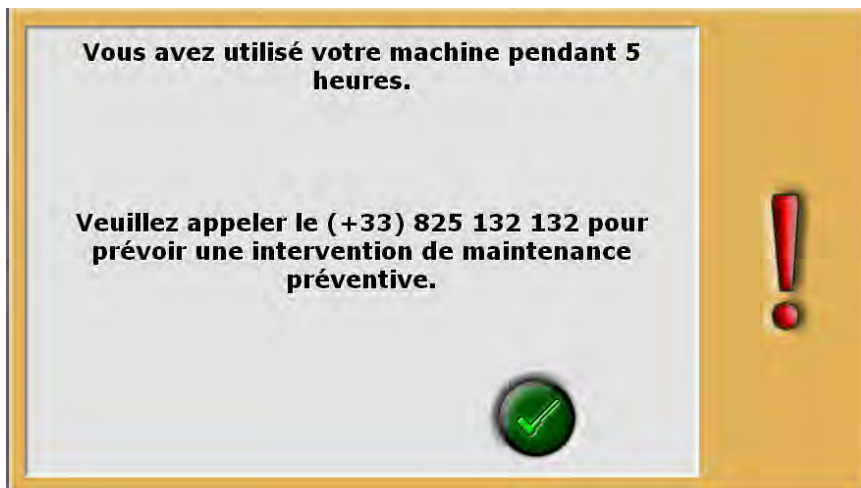 Vous avez utilisé votre machine pendant 5
heures.
Veuillez appeler le (+33) 825 132 132 pour
prévoir une intervention de maintenance
préventive.